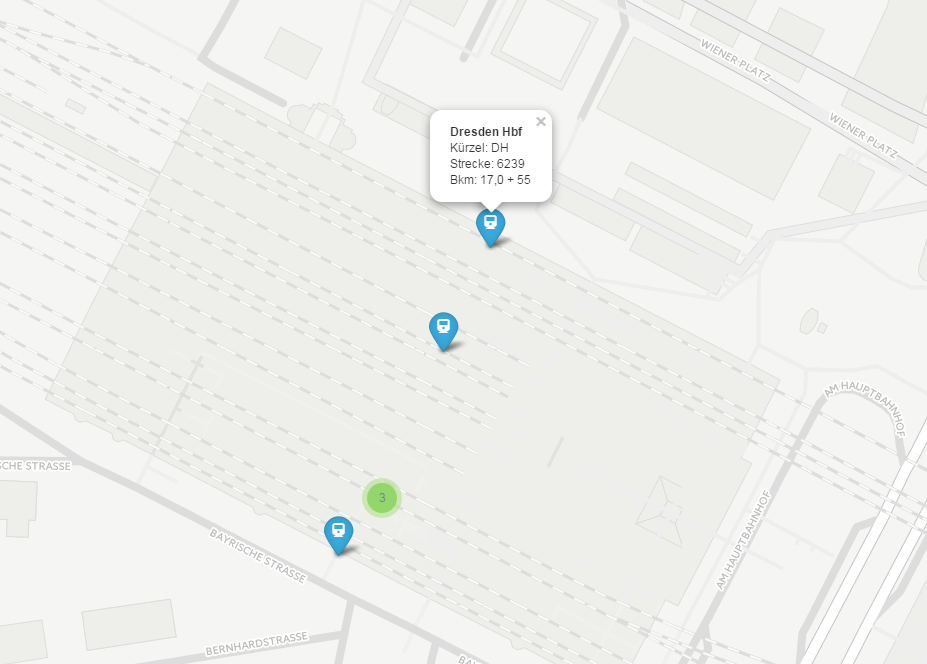 WIENER PLATZ
WIENER PLATZ
×
Dresden Hbf
Kürzel: DH
Strecke: 6239
Bkm: 17,0 + 55
AM HAUPTBAHNHOF
SCHE STRASSE
3
AM HAUPTBAHNHOF
BAYRISCHE STRASSE
BERNHARDSTRASSE
BA